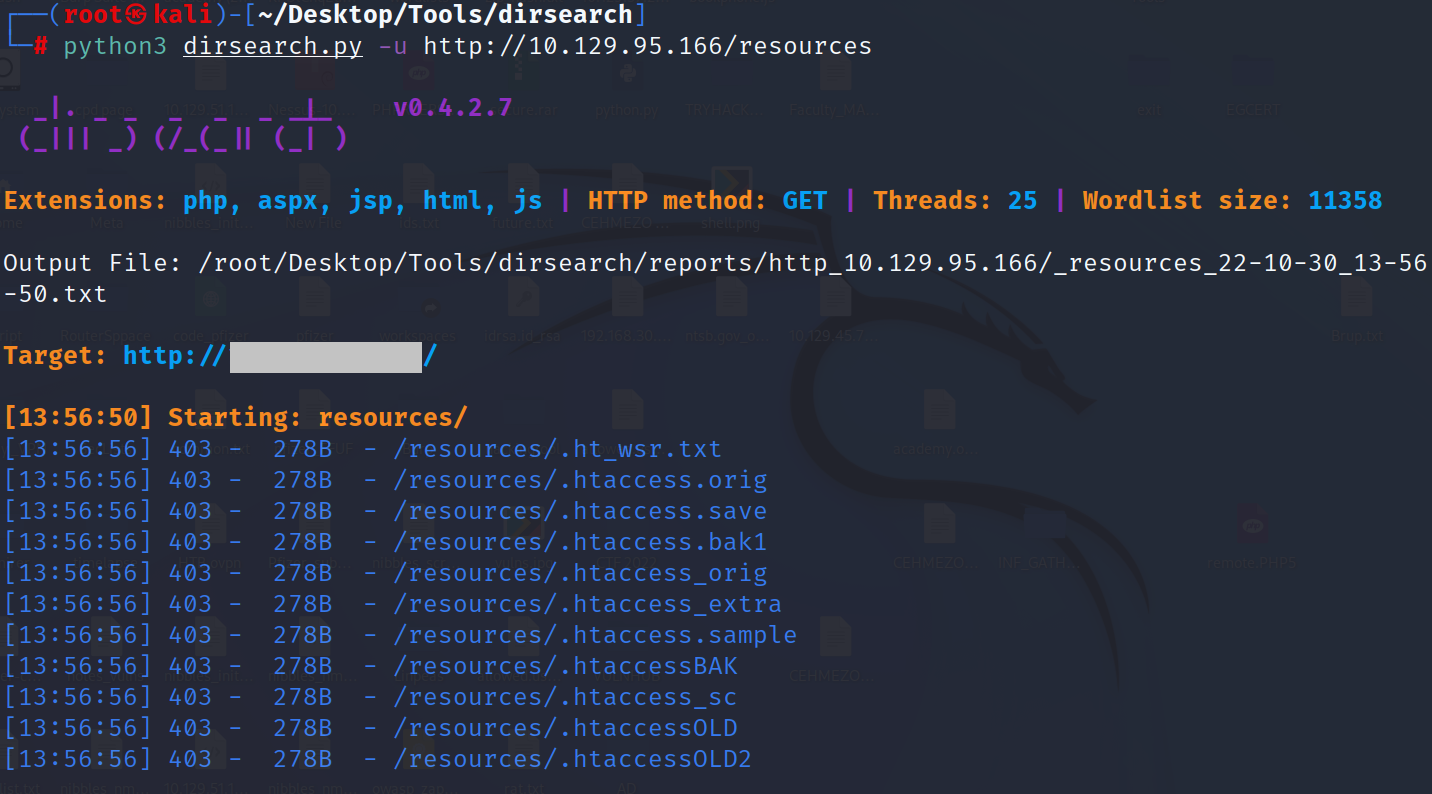 ┌──(root㉿kali)-[~/Desktop/Tools/dirsearch]
└─# python3 dirsearch.py -u http://10.129.95.166/resources
_|. _ _  _  _  _ _|_    v0.4.2.7
(_||| _) (/_(_|| (_| )
Extensions: php, aspx, jsp, html, js | HTTP method: GET | Threads: 25 | Wordlist size: 11358
Output File: /root/Desktop/Tools/dirsearch/reports/http_10.129.95.166/_resources_22-10-30_13-56
-50.txt
Target: http:///
[13:56:50] Starting: resources/
[13:56:56] 403 -  278B  - /resources/.ht_wsr.txt
[13:56:56] 403 -  278B  - /resources/.htaccess.orig
[13:56:56] 403 -  278B  - /resources/.htaccess.save
[13:56:56] 403 -  278B  - /resources/.htaccess.bak1
[13:56:56] 403 -  278B  - /resources/.htaccess_orig
[13:56:56] 403 -  278B  - /resources/.htaccess_extra
[13:56:56] 403 -  278B  - /resources/.htaccess.sample
[13:56:56] 403 -  278B  - /resources/.htaccessBAK
[13:56:56] 403 -  278B  - /resources/.htaccess_sc
[13:56:56] 403 -  278B  - /resources/.htaccessOLD
[13:56:56] 403 -  278B  - /resources/.htaccessOLD2